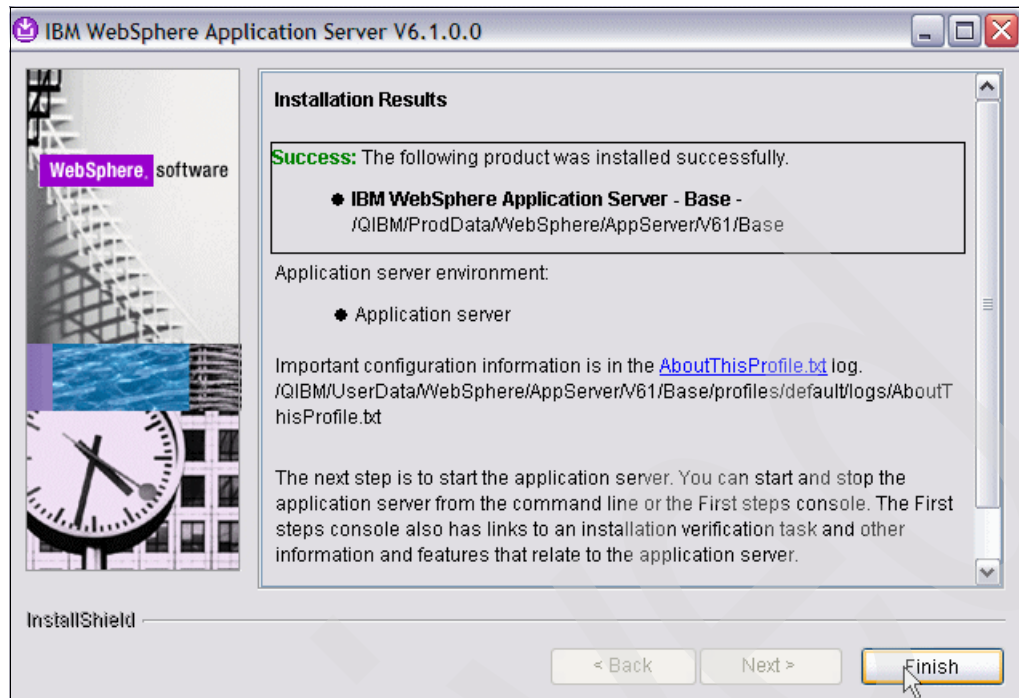 IBM WebSphere Application Server V6.1.0.0
WebSphere. software
Installation Results
Success: The following product was installed successfully.
IBM WebSphere Application Server - Base -
/QIBM/ProdData/WebSphere/AppServer/V61/Base
Application server environment:
Application server
Important configuration information is in the AboutThisProfile.txt log.
/QIBM/UserData/WebSphere/AppServer/V61/Base/profiles/default/logs/AboutT
hisProfile.txt
The next step is to start the application server. You can start and stop the
application server from the command line or the First steps console. The First
steps console also has links to an installation verification task and other
information and features that relate to the application server.
InstallShield
< Back
Next >
Finish